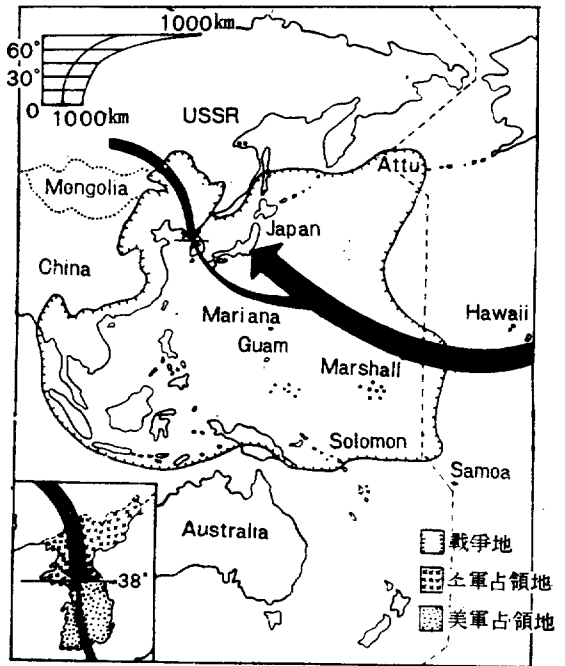 1000km
60°
30°
0
1000km
USSR
Attu
Mongolia
Japan
China
Hawaii
Mariana
Guam
Marshall
Solomon
Samoa
Australia
38°
戰爭地
소軍占領地
美軍占領地